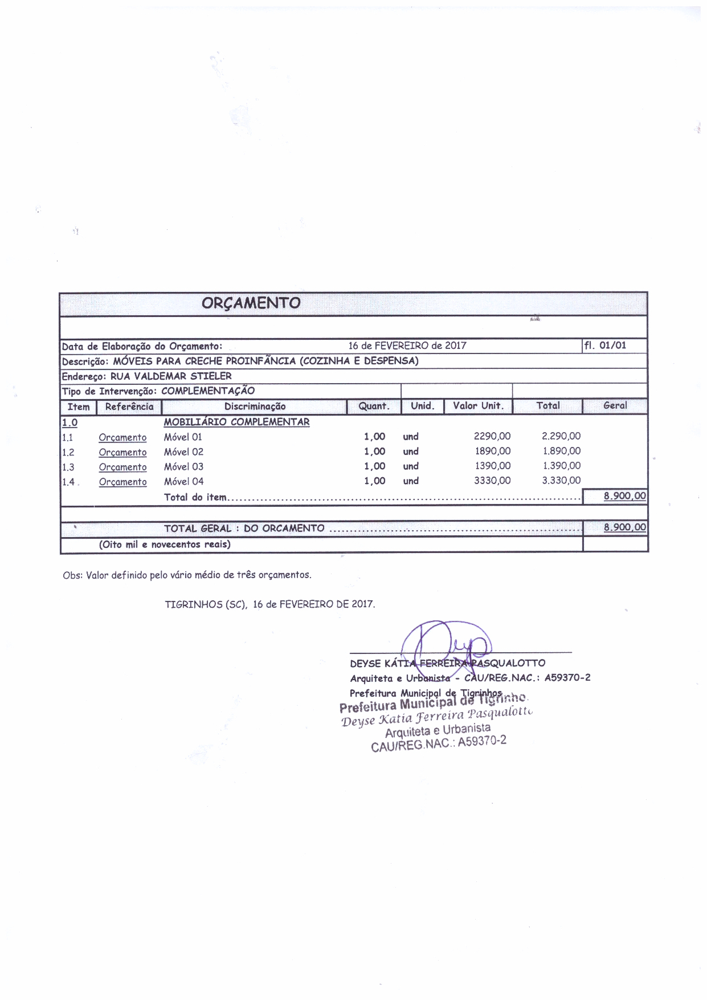 ORÇAMENTO
Data de Elaboração do Orçamento: 16 de FEVEREIRO de 2017 fl. 01/01
Descrição: MÓVEIS PARA CRECHE PROINFÃNCIA (COZINHA E DESPENSA)
Endereço: RUA VALDEMAR STIELER
Tipo de Intervenção: COMPLEMENTAÇÃO
Item Referência Discriminação Quant. Unid. Valor Unit. Total Geral
1.0 MOBILIÁRIO COMPLEMENTAR
1.1 Orçamento Móvel 01 1,00 und 2290,00 2.290,00
1.2 Orçamento Móvel 02 1,00 und 1890,00 1.890,00
1.3 Orçamento Móvel 03 1,00 und 1390,00 1.390,00
1.4 Orçamento Móvel 04 1,00 und 3330,00 3.330,00
Total do item...................................................................................... 8.900,00
TOTAL GERAL : DO ORCAMENTO ............................................................. 8.900,00
(Oito mil e novecentos reais)
Obs: Valor definido pelo vário médio de três orçamentos.
TIGRINHOS (SC), 16 de FEVEREIRO DE 2017.
DEYSE KÁTIA FERREIRA PASQUALOTTO
Arquiteta e Urbanista - CAU/REG.NAC.: A59370-2
Prefeitura Municipal de Tigrinhos
Prefeitura Municipal de Tigrinho
Deyse Katia Ferreira Pasqualotto
Arquiteta e Urbanista
CAU/REG.NAC.: A59370-2